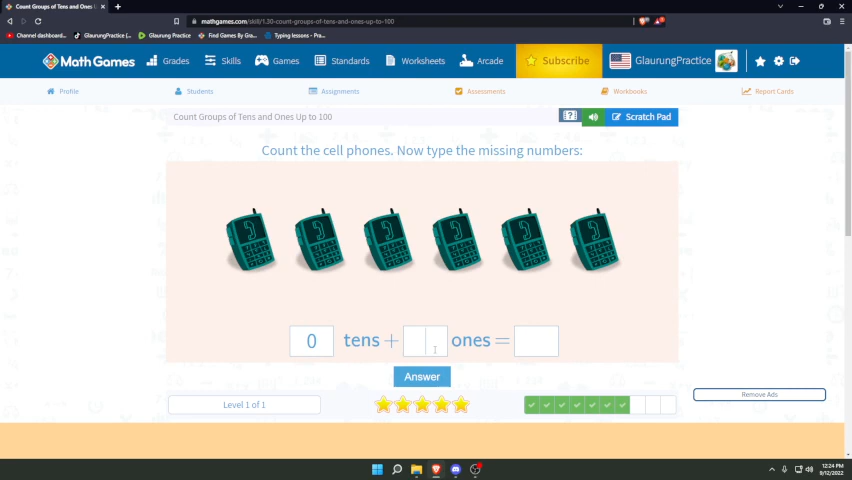 Count Groups of Tens and Ones U
mathgames.com/skill/1.30-count-groups-of-tens-and-ones-up-to-100
Channel dashboard...
GlaurungPractice (...
Glaurung Practice
Find Games By Gra...
Typing lessons - Pra...
Math Games
Grades
Skills
Games
Standards
Worksheets
Arcade
Subscribe
GlaurungPractice
Profile
Students
Assignments
Assessments
Workbooks
Report Cards
Count Groups of Tens and Ones Up to 100
Scratch Pad
Count the cell phones. Now type the missing numbers:
0 tens + ones =
Answer
Remove Ads
Level 1 of 1
12:24 PM
9/12/2022